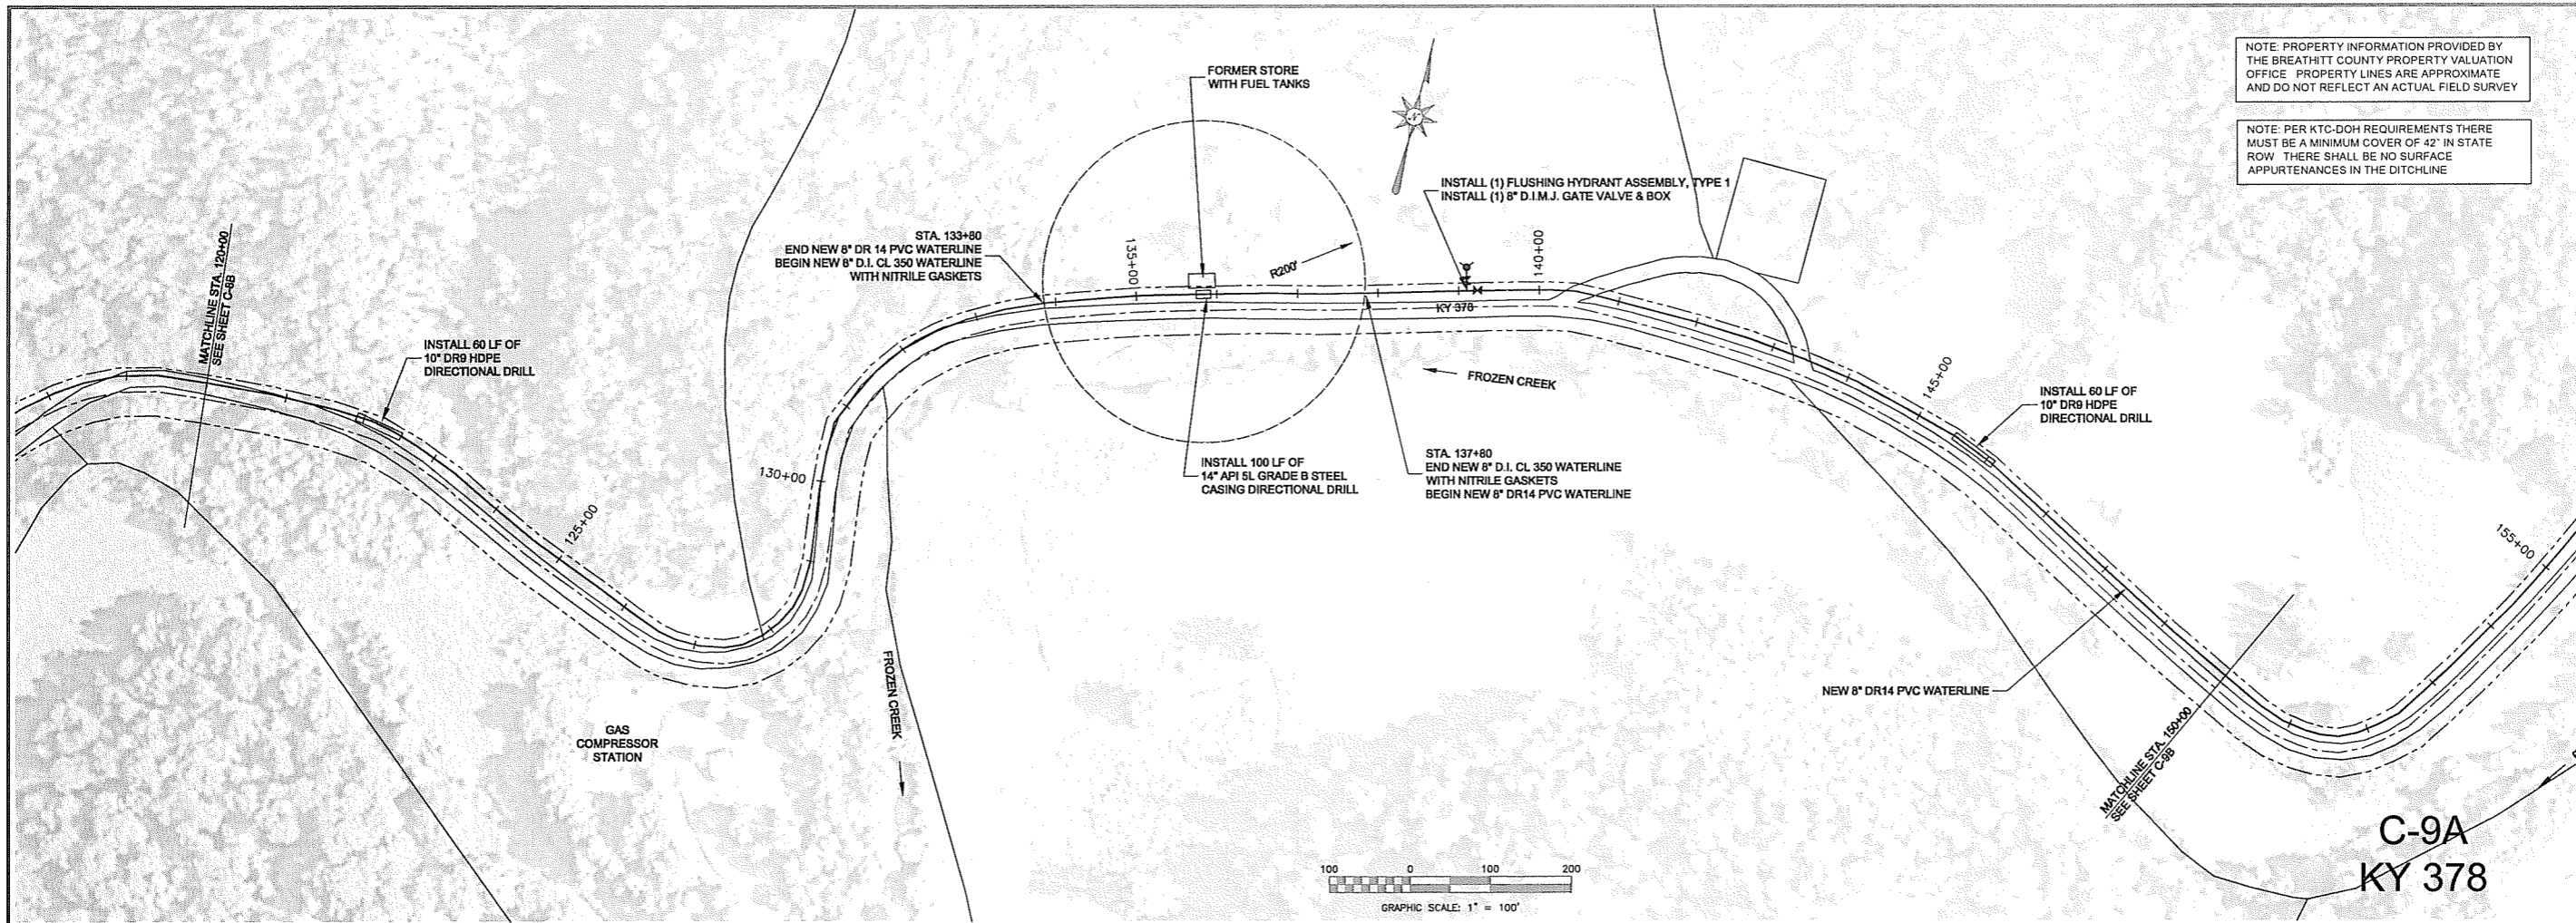 NOTE: PROPERTY INFORMATION PROVIDED BY
THE BREATHITT COUNTY PROPERTY VALUATION
OFFICE PROPERTY LINES ARE APPROXIMATE
AND DO NOT REFLECT AN ACTUAL FIELD SURVEY
NOTE: PER KTC-DOH REQUIREMENTS THERE
MUST BE A MINIMUM COVER OF 42" IN STATE
ROW THERE SHALL BE NO SURFACE
APPURTENANCES IN THE DITCHLINE
FORMER STORE
WITH FUEL TANKS
N
INSTALL (1) FLUSHING HYDRANT ASSEMBLY, TYPE 1
INSTALL (1) 8" D.I.M.J. GATE VALVE & BOX
STA. 133+80
END NEW 8" DR 14 PVC WATERLINE
BEGIN NEW 8" D.I. CL 350 WATERLINE
WITH NITRILE GASKETS
135+00
R200'
140+00
KY 378
MATCHLINE STA. 120+00
SEE SHEET C-8B
INSTALL 60 LF OF
10" DR9 HDPE
DIRECTIONAL DRILL
FROZEN CREEK
145+00
INSTALL 60 LF OF
10" DR9 HDPE
DIRECTIONAL DRILL
130+00
INSTALL 100 LF OF
14" API 5L GRADE B STEEL
CASING DIRECTIONAL DRILL
STA. 137+80
END NEW 8" D.I. CL 350 WATERLINE
WITH NITRILE GASKETS
BEGIN NEW 8" DR14 PVC WATERLINE
125+00
155+00
FROZEN CREEK
NEW 8" DR14 PVC WATERLINE
GAS
COMPRESSOR
STATION
MATCHLINE STA. 150+00
SEE SHEET C-9B
C-9A
KY 378
100 0 100 200
GRAPHIC SCALE: 1" = 100'